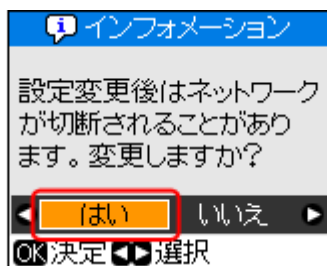 インフォメーション
設定変更後はネットワーク
が切断されることがあり
ます。変更しますか?
はい いいえ
OK決定 選択